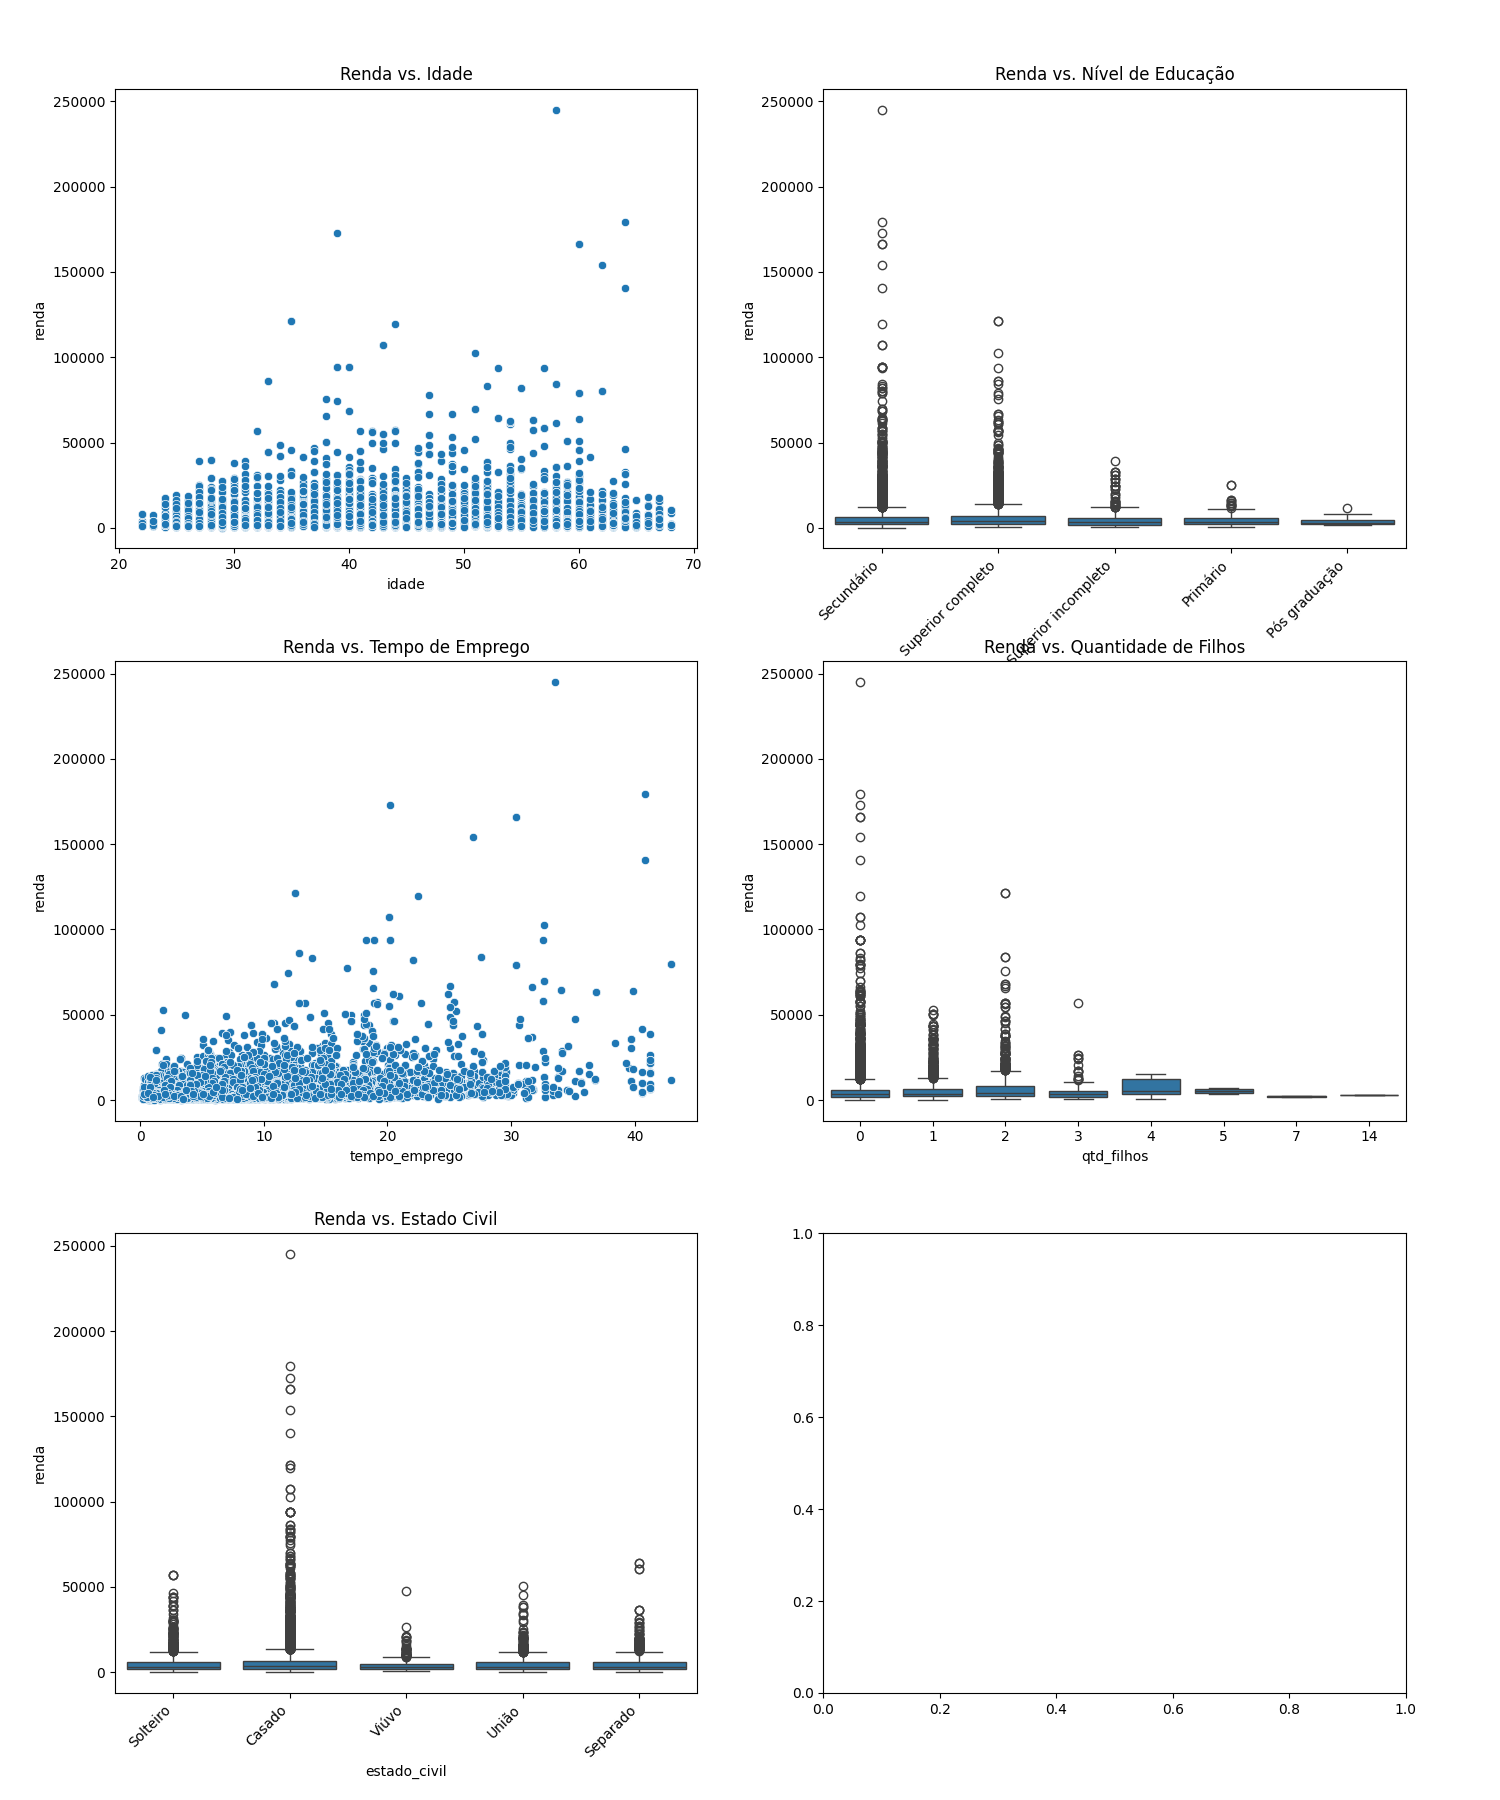 Renda vs. Idade
250000
200000
150000
100000
50000
0
renda
20 30 40 50 60 70
idade
Renda vs. Nível de Educação
250000
200000
150000
100000
50000
0
renda
Secundário
Superior completo
Superior incompleto
Primário
Pós graduação
Renda vs. Tempo de Emprego
250000
200000
150000
100000
50000
0
renda
0 10 20 30 40
tempo_emprego
Renda vs. Quantidade de Filhos
250000
200000
150000
100000
50000
0
renda
0 1 2 3 4 5 7 14
qtd_filhos
Renda vs. Estado Civil
250000
200000
150000
100000
50000
0
renda
Solteiro
Casado
Viúvo
União
Separado
estado_civil
1.0
0.8
0.6
0.4
0.2
0.0
0.0 0.2 0.4 0.6 0.8 1.0